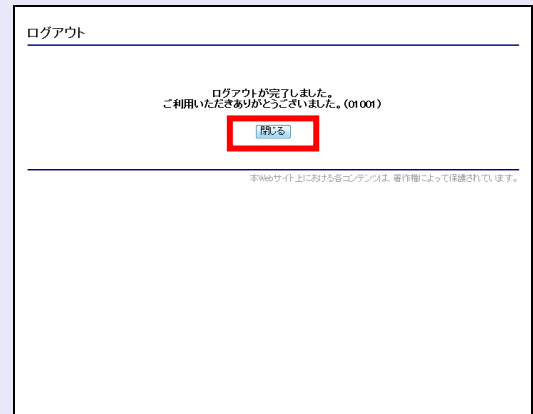 ログアウト
ログアウトが完了しました。
ご利用いただきありがとうございました。(01001)
閉じる
本Webサイト上における各コンテンツは、著作権によって保護されています。